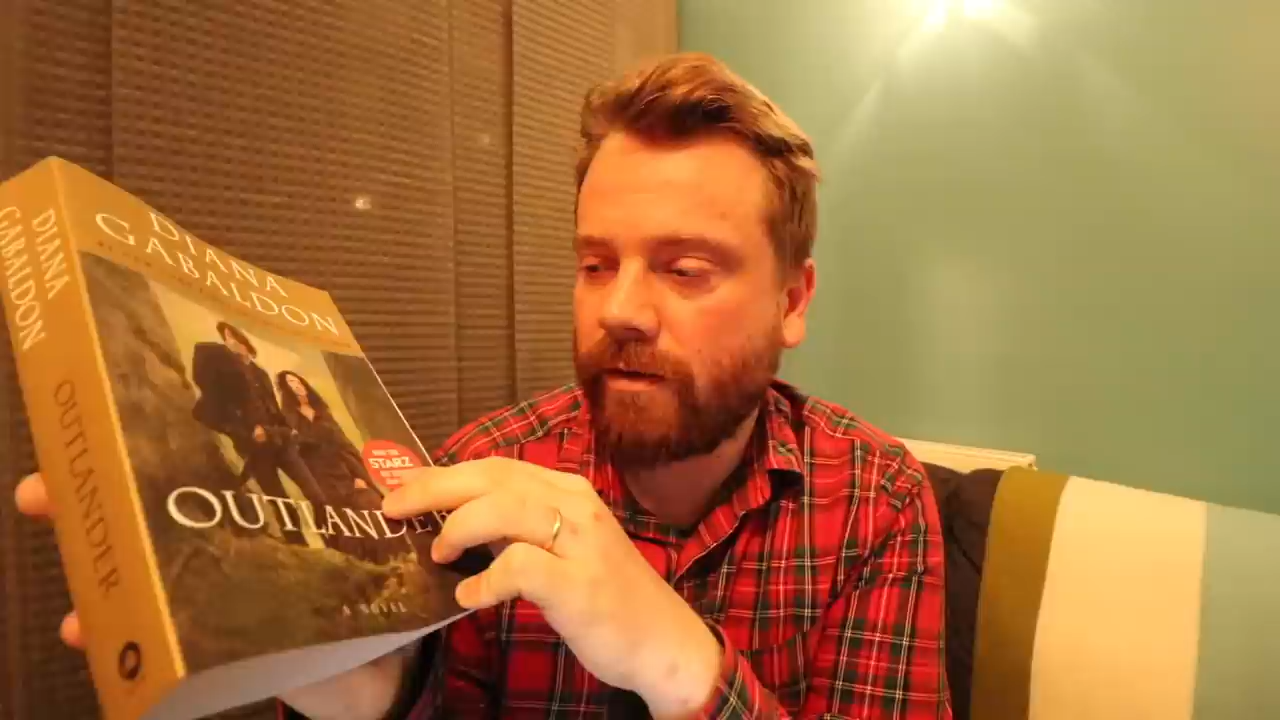 DIANA
GABALDON
OUTLANDER
DIANA
GABALDON
STARZ
OUTLANDER
A NOVEL